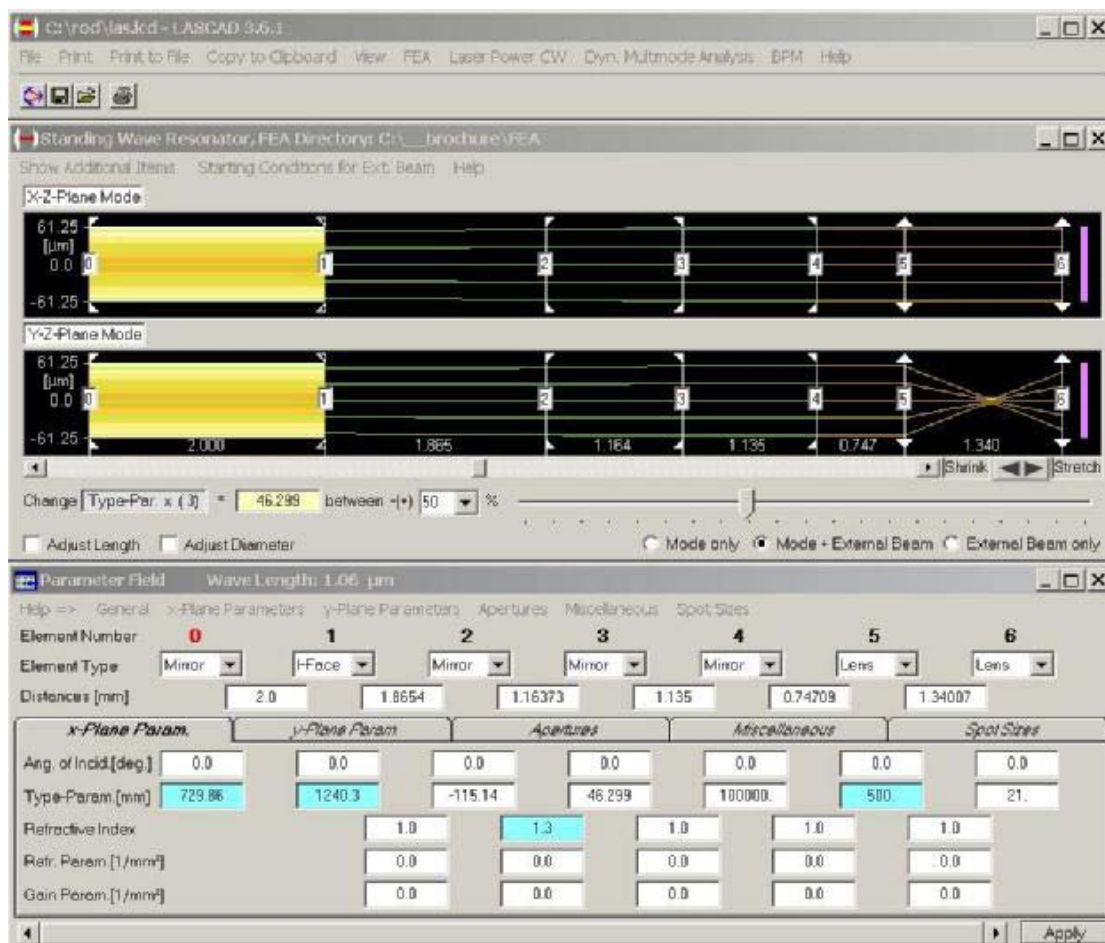 C:\rod\las.lcd - LASCAD 3.6.1
File Print Print to File Copy to Clipboard View FEA Laser Power CW Dyn. Multmode Analysis BPM Help
Standing Wave Resonator, FEA Directory: C:\__brochure\FEA
Show Additional Items Starting Conditions for Ext. Beam Help
X-Z-Plane Mode
61.25
[µm]
0.0 0 1 2 3 4 5 6
-61.25
Y-Z-Plane Mode
61.25
[µm]
0.0 0 1 2 3 4 5 6
-61.25 2.000 1.865 1.164 1.135 0.747 1.340
Shrink Stretch
Change Type-Par. x ( 3) = 46.299 between -(+) 50 %
Adjust Length Adjust Diameter Mode only Mode + External Beam External Beam only
Parameter Field Wave Length: 1.06 µm
Help => General x-Plane Parameters y-Plane Parameters Apertures Miscellaneous Spot Sizes
Element Number 0 1 2 3 4 5 6
Element Type Mirror I-Face Mirror Mirror Mirror Lens Lens
Distances [mm] 2.0 1.8654 1.16373 1.135 0.74709 1.34007
x-Plane Param. y-Plane Param Apertures Miscellaneous Spot Sizes
Ang. of Incid.[deg.] 0.0 0.0 0.0 0.0 0.0 0.0 0.0
Type-Param.[mm] 729.86 1240.3 -115.14 46.299 100000. 500. 21.
Refractive Index 1.0 1.3 1.0 1.0 1.0
Refr. Param.[1/mm²] 0.0 0.0 0.0 0.0 0.0
Gain Param.[1/mm²] 0.0 0.0 0.0 0.0 0.0
Apply